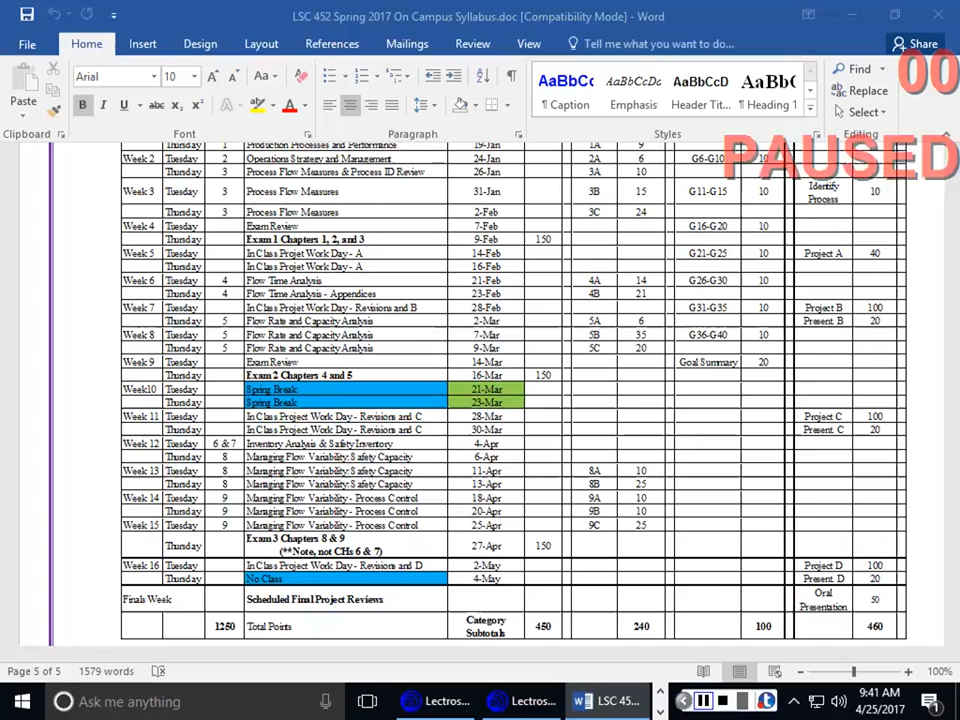 LSC 452 Spring 2017 On Campus Syllabus.doc [Compatibility Mode] - Word
File Home Insert Design Layout References Mailings Review View Tell me what you want to do... Share
Arial 10 Aa Find
Paste B I U abc X₂ X² A A Replace
AaBbCc AaBbCcDa AaBbCcD AaBb(
¶ Caption Emphasis Header Tit... ¶ Heading 1 Select
Clipboard Font Paragraph Styles Editing
00
PAUSED
1 Production Processes and Performance 19-Jan 1A 9
Week 2 Tuesday 2 Operations Strategy and Management 24-Jan 2A 6 G6-G10 10
Thursday 3 Process Flow Measures & Process ID Review 26-Jan 3A 10
Week 3 Tuesday 3 Process Flow Measures 31-Jan 3B 15 G11-G15 10 Identify Process 10
Thursday 3 Process Flow Measures 2-Feb 3C 24
Week 4 Tuesday Exam Review 7-Feb G16-G20 10
Thursday Exam 1 Chapters 1, 2, and 3 9-Feb 150
Week 5 Tuesday In Class Projet Work Day - A 14-Feb G21-G25 10 Project A 40
Thursday In Class Projet Work Day - A 16-Feb
Week 6 Tuesday 4 Flow Time Analysis 21-Feb 4A 14 G26-G30 10
Thursday 4 Flow Time Analysis - Appendices 23-Feb 4B 21
Week 7 Tuesday In Class Projet Work Day - Revisions and B 28-Feb G31-G35 10 Project B 100
Thursday 5 Flow Rate and Capacity Analysis 2-Mar 5A 6 Present. B 20
Week 8 Tuesday 5 Flow Rate and Capacity Analysis 7-Mar 5B 35 G36-G40 10
Thursday 5 Flow Rate and Capacity Analysis 9-Mar 5C 20
Week 9 Tuesday Exam Review 14-Mar Goal Summary 20
Thursday Exam 2 Chapters 4 and 5 16-Mar 150
Week10 Tuesday Spring Break 21-Mar
Thursday Spring Break 23-Mar
Week 11 Tuesday In Class Project Work Day - Revisions and C 28-Mar Project C 100
Thursday In Class Project Work Day - Revisions and C 30-Mar Present. C 20
Week 12 Tuesday 6 & 7 Inventory Analysis & Safety Inventory 4-Apr
Thursday 8 Managing Flow Variability: Safety Capacity 6-Apr
Week 13 Tuesday 8 Managing Flow Variability: Safety Capacity 11-Apr 8A 10
Thursday 8 Managing Flow Variability: Safety Capacity 13-Apr 8B 25
Week 14 Tuesday 9 Managing Flow Variability - Process Control 18-Apr 9A 10
Thursday 9 Managing Flow Variability - Process Control 20-Apr 9B 10
Week 15 Tuesday 9 Managing Flow Variability - Process Control 25-Apr 9C 25
Thursday Exam 3 Chapters 8 & 9 27-Apr 150
(**Note, not CHs 6 & 7)
Week 16 Tuesday In Class Project Work Day - Revisions and D 2-May Project D 100
Thursday No Class 4-May Present. D 20
Finals Week Scheduled Final Project Reviews Oral Presentation 50
1250 Total Points Category Subtotals 450 240 100 460
Page 5 of 5 1579 words 100%
Ask me anything Lectros... Lectros... LSC 45... 9:41 AM
4/25/2017 1